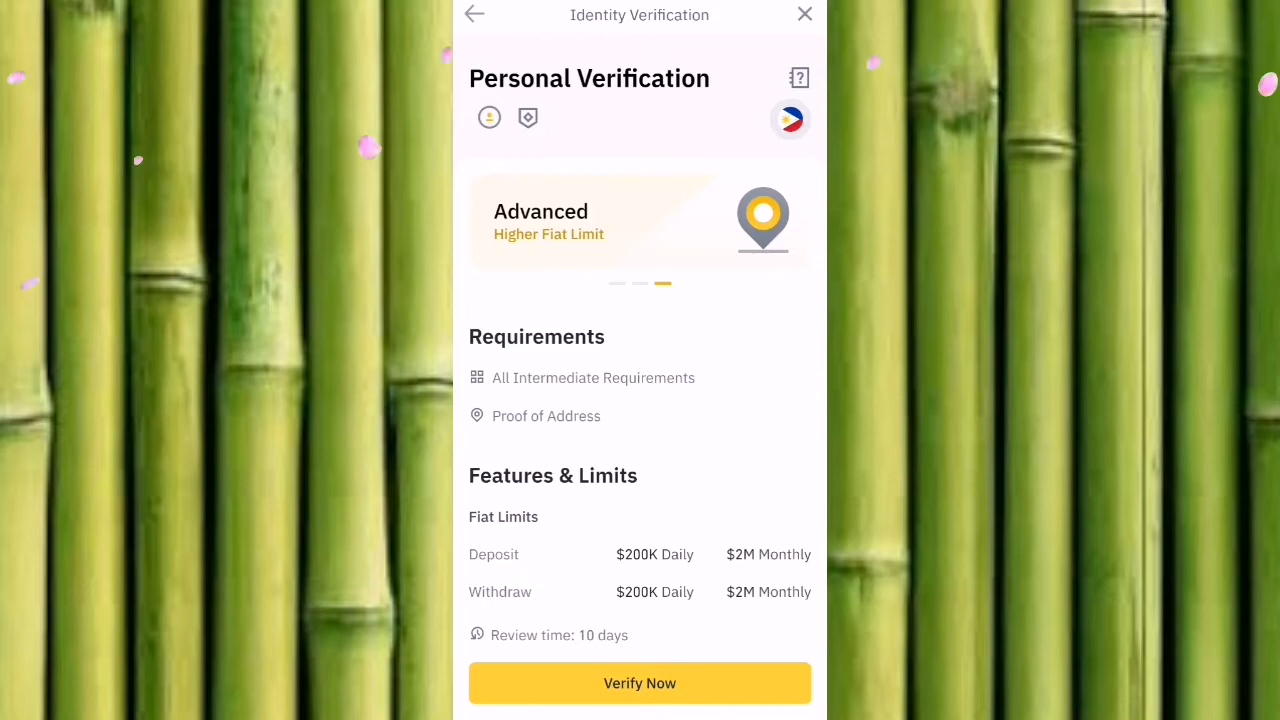 Identity Verification
Personal Verification
Advanced
Higher Fiat Limit
Requirements
All Intermediate Requirements
Proof of Address
Features & Limits
Fiat Limits
Deposit $200K Daily $2M Monthly
Withdraw $200K Daily $2M Monthly
Review time: 10 days
Verify Now